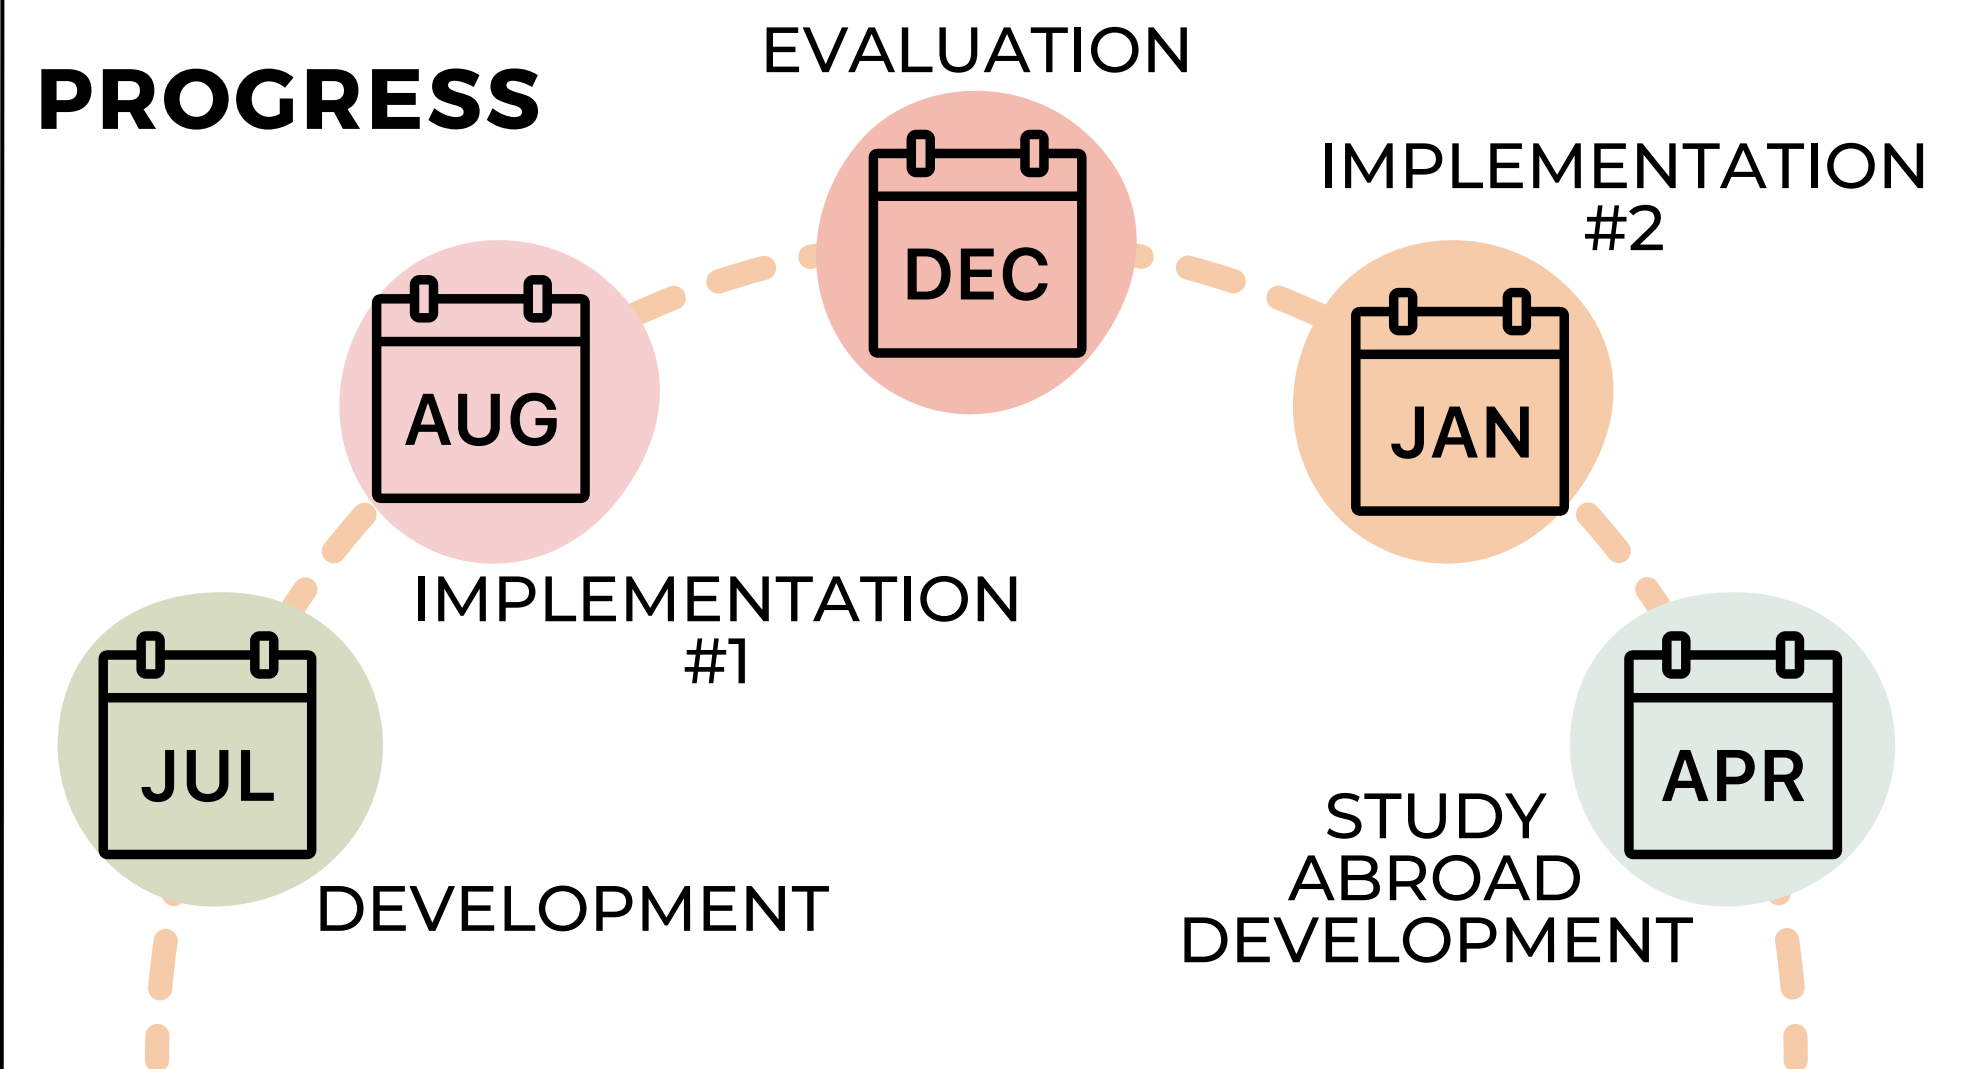 PROGRESS
EVALUATION
DEC
IMPLEMENTATION
#2
JAN
AUG
IMPLEMENTATION
#1
JUL
DEVELOPMENT
APR
STUDY
ABROAD
DEVELOPMENT